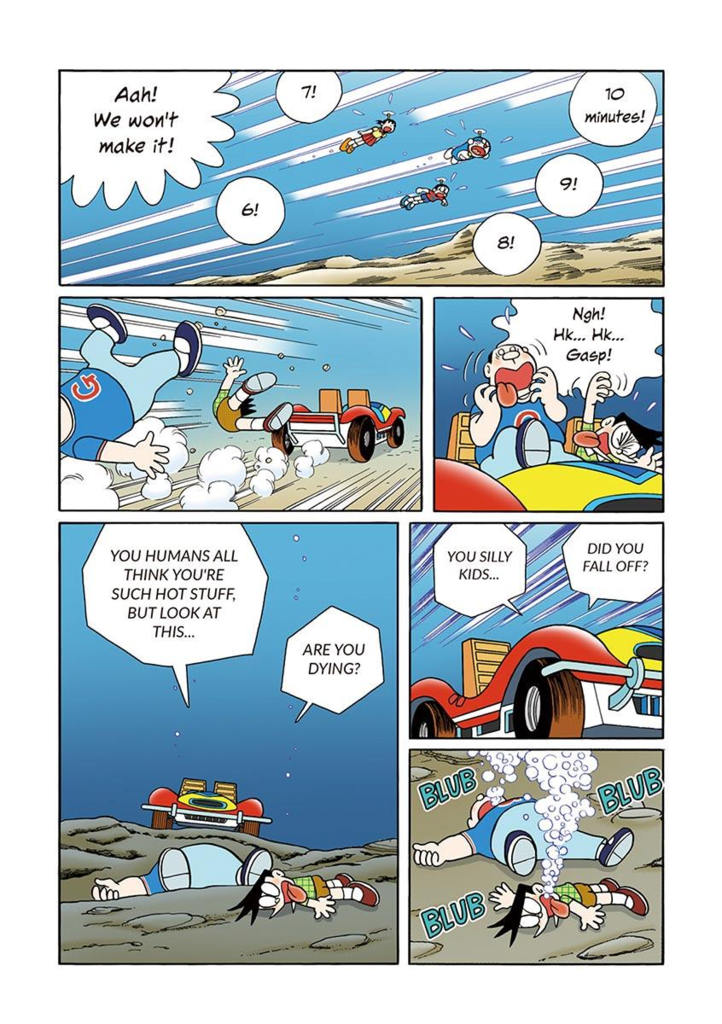 10
minutes!
9!
8!
7!
6!
Aah!
We won't
make it!
Ngh!
Hk... Hk...
Gasp!
G
DID YOU
FALL OFF?
YOU SILLY
KIDS...
BLUB
BLUB
BLUB
ARE YOU
DYING?
YOU HUMANS ALL
THINK YOU'RE
SUCH HOT STUFF,
BUT LOOK AT
THIS...